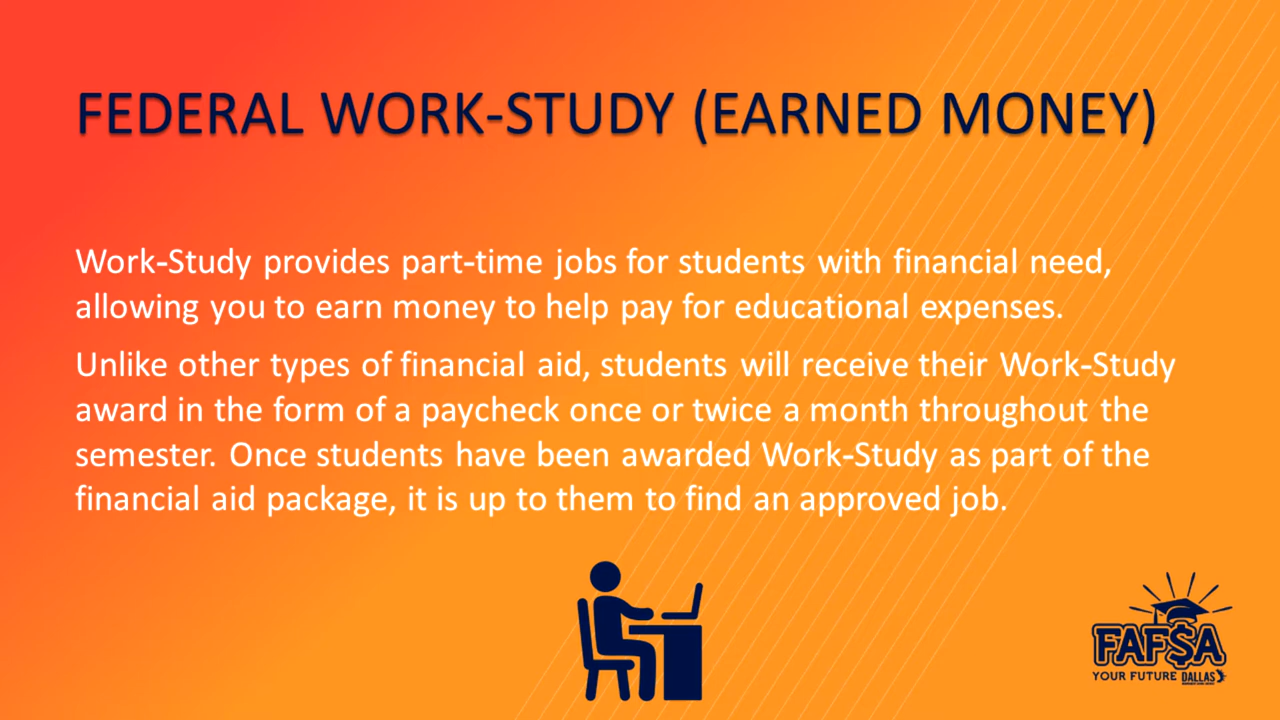 FEDERAL WORK-STUDY (EARNED MONEY)
Work-Study provides part-time jobs for students with financial need,
allowing you to earn money to help pay for educational expenses.
Unlike other types of financial aid, students will receive their Work-Study
award in the form of a paycheck once or twice a month throughout the
semester. Once students have been awarded Work-Study as part of the
financial aid package, it is up to them to find an approved job.
FAF$A
YOUR FUTURE DALLAS